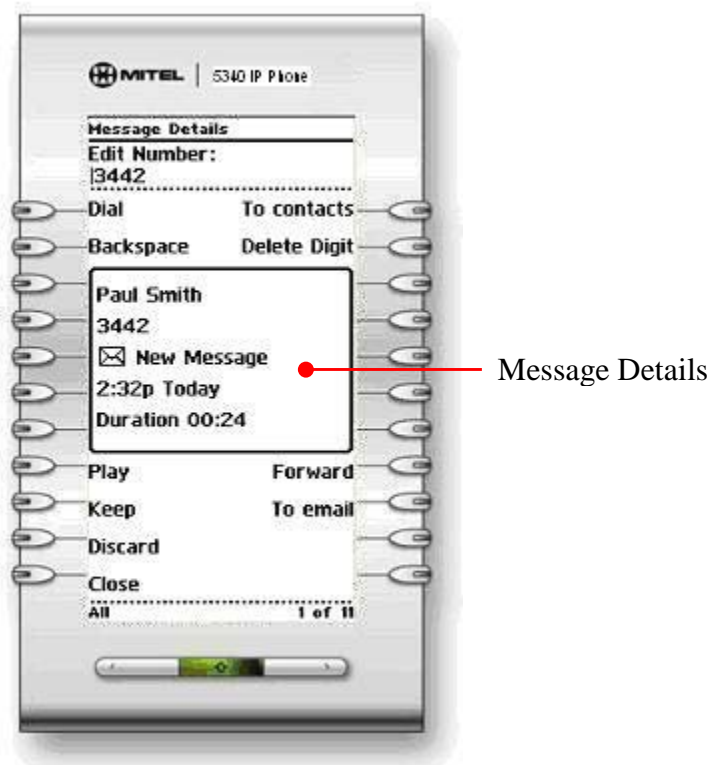 MITEL | 5340 IP Phone
Message Details
Edit Number:
3442
Dial To contacts
Backspace Delete Digit
Paul Smith
3442
New Message
2:32p Today
Duration 00:24
Message Details
Play Forward
Keep To email
Discard
Close
All 1 of 11